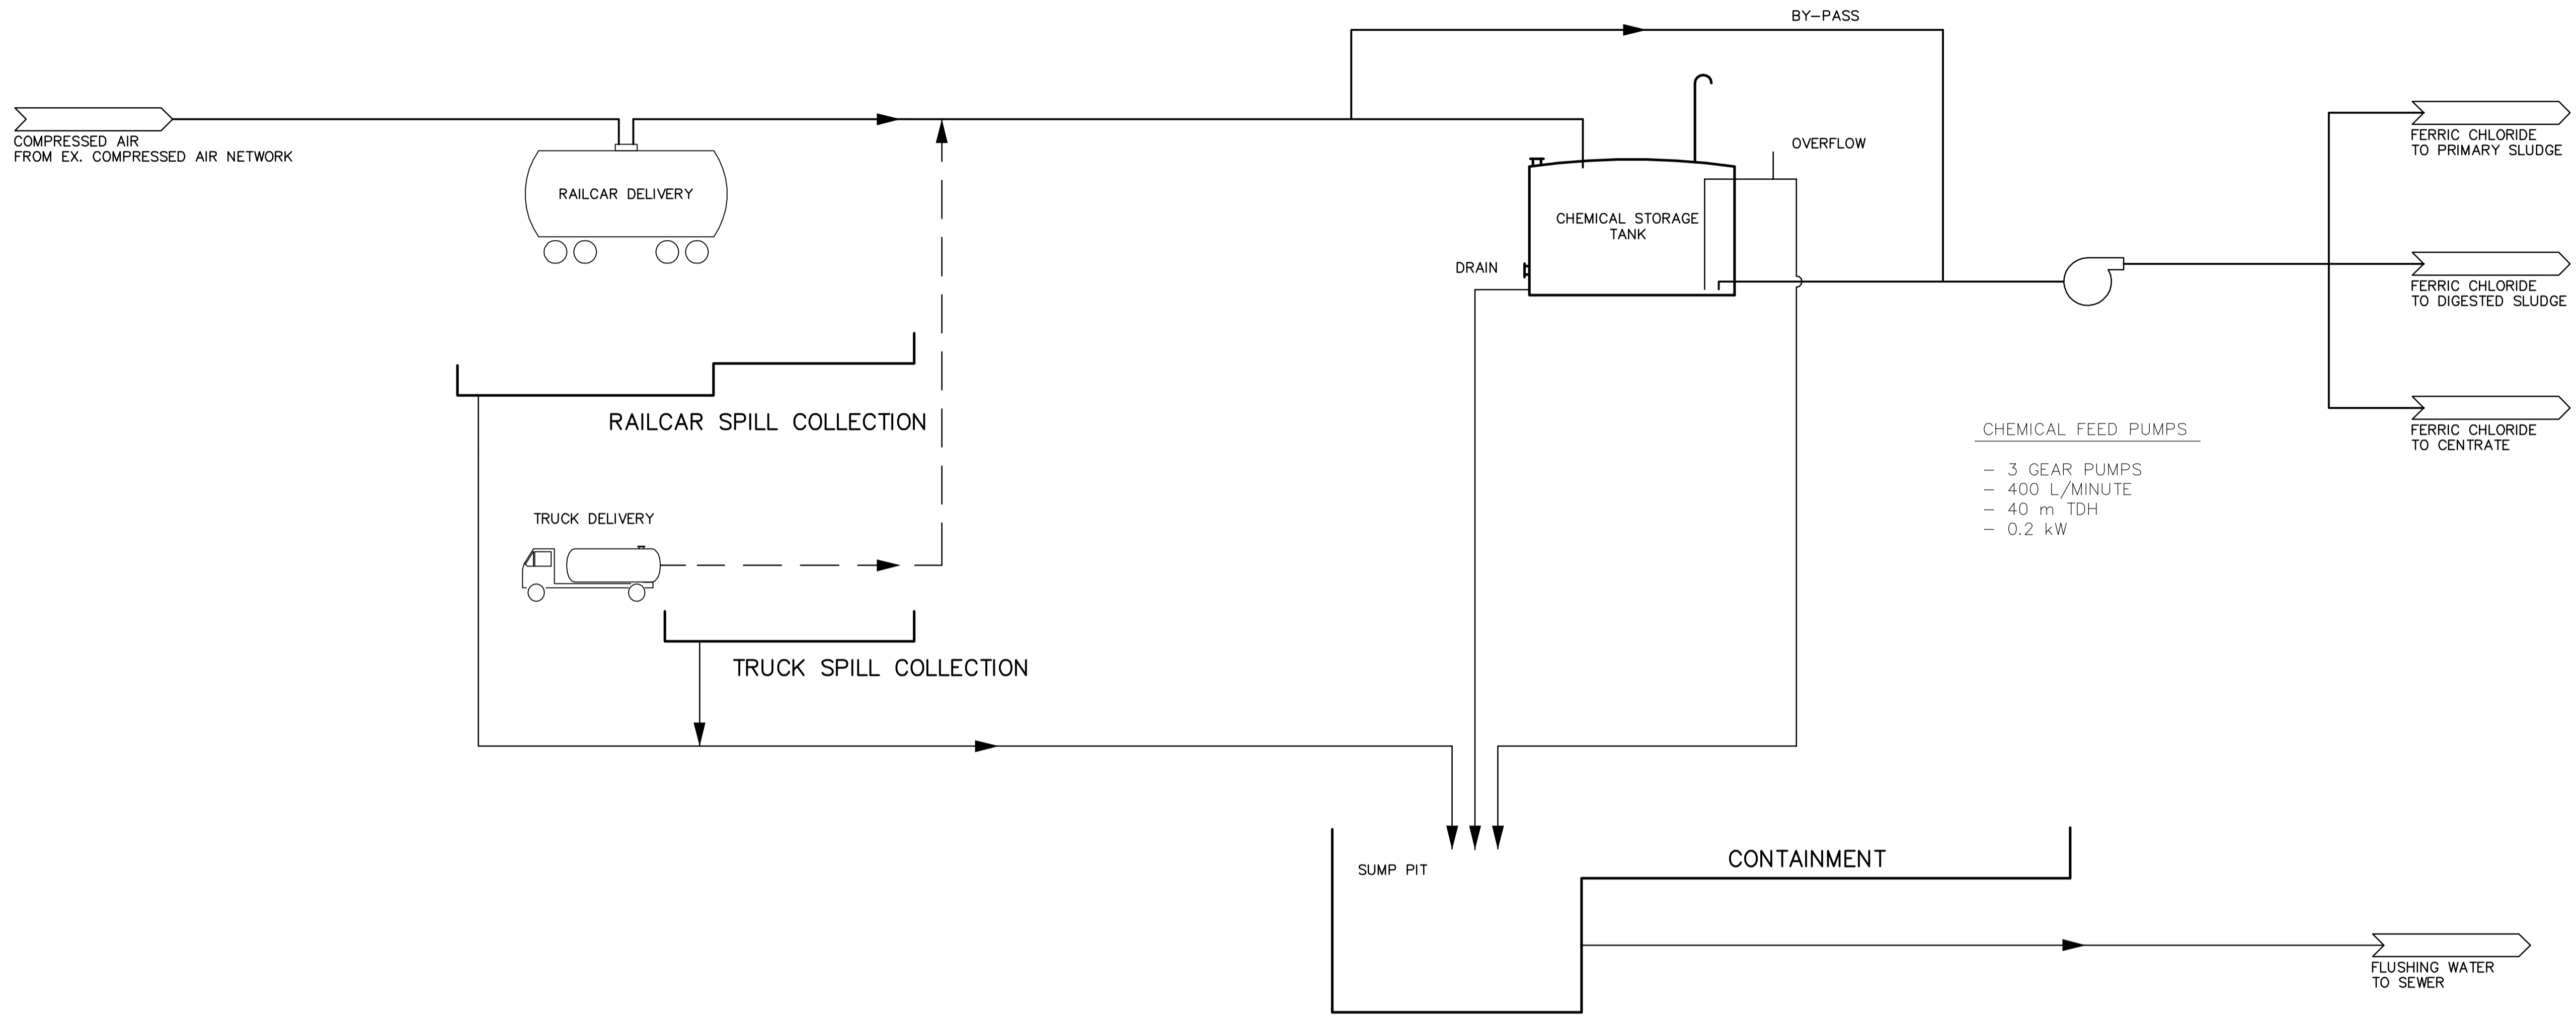 BY-PASS
COMPRESSED AIR
FROM EX. COMPRESSED AIR NETWORK
RAILCAR DELIVERY
OVERFLOW
CHEMICAL STORAGE
TANK
DRAIN
FERRIC CHLORIDE
TO PRIMARY SLUDGE
FERRIC CHLORIDE
TO DIGESTED SLUDGE
FERRIC CHLORIDE
TO CENTRATE
RAILCAR SPILL COLLECTION
CHEMICAL FEED PUMPS
- 3 GEAR PUMPS
- 400 L/MINUTE
- 40 m TDH
- 0.2 kW
TRUCK DELIVERY
TRUCK SPILL COLLECTION
SUMP PIT
CONTAINMENT
FLUSHING WATER
TO SEWER